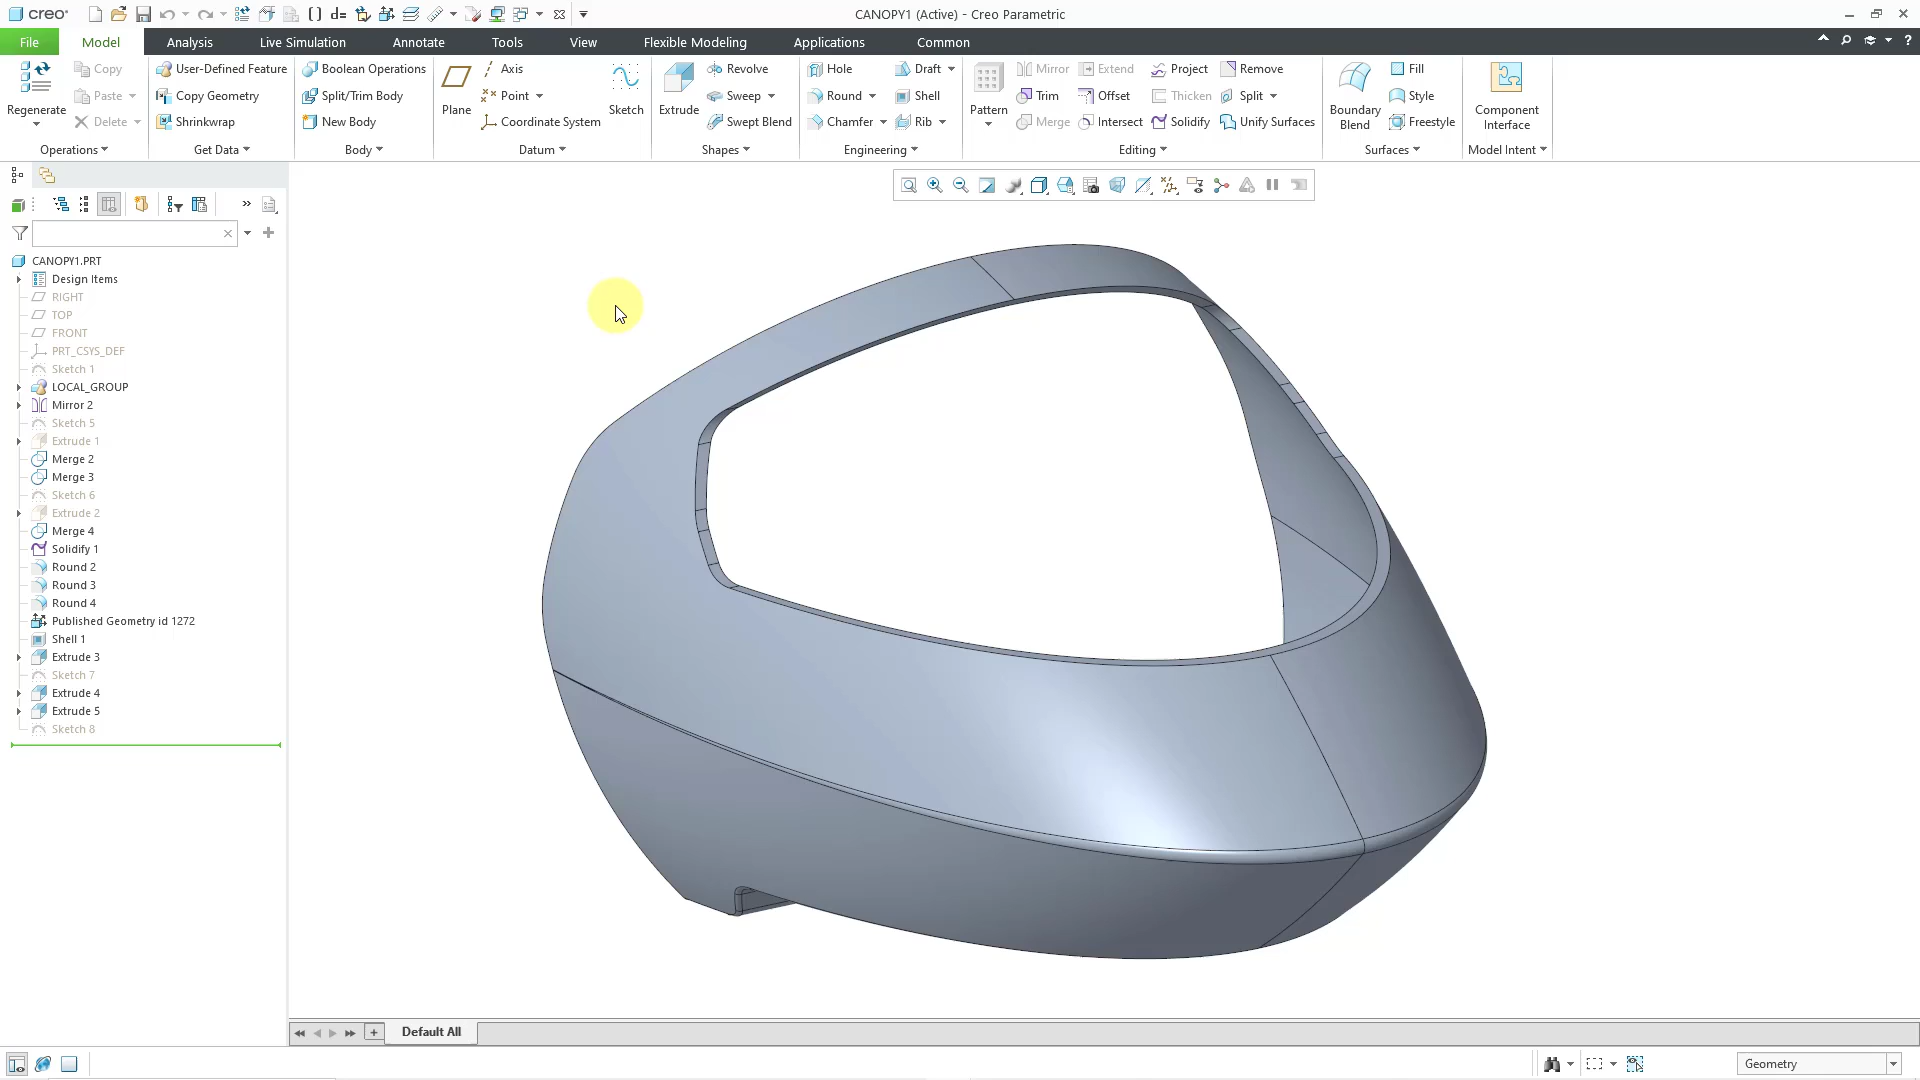 creo
CANOPY1 (Active) - Creo Parametric
File Model Analysis Live Simulation Annotate Tools View Flexible Modeling Applications Common
Regenerate
Copy
Paste
Delete
Operations
User-Defined Feature
Copy Geometry
Shrinkwrap
Get Data
Boolean Operations
Split/Trim Body
New Body
Body
Plane
Axis
Point
Coordinate System
Sketch
Datum
Extrude
Revolve
Sweep
Swept Blend
Shapes
Hole
Round
Chamfer
Draft
Shell
Rib
Engineering
Pattern
Mirror
Trim
Merge
Extend
Offset
Intersect
Project
Thicken
Solidify
Remove
Split
Unify Surfaces
Editing
Boundary
Blend
Fill
Style
Freestyle
Surfaces
Component
Interface
Model Intent
CANOPY1.PRT
Design Items
RIGHT
TOP
FRONT
PRT_CSYS_DEF
Sketch 1
LOCAL_GROUP
Mirror 2
Sketch 5
Extrude 1
Merge 2
Merge 3
Sketch 6
Extrude 2
Merge 4
Solidify 1
Round 2
Round 3
Round 4
Published Geometry id 1272
Shell 1
Extrude 3
Sketch 7
Extrude 4
Extrude 5
Sketch 8
Default All
Geometry